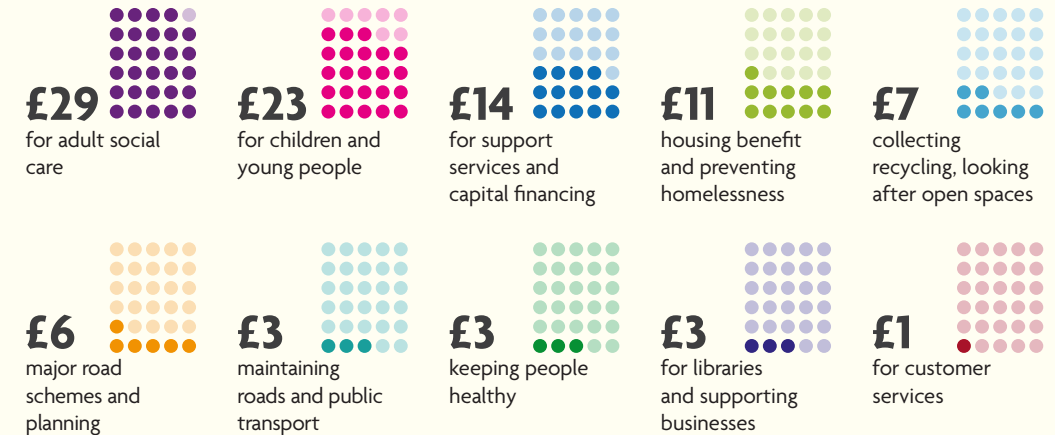 £29
for adult social
care
£23
for children and
young people
£14
for support
services and
capital financing
£11
housing benefit
and preventing
homelessness
£7
collecting
recycling, looking
after open spaces
£6
major road
schemes and
planning
£3
maintaining
roads and public
transport
£3
keeping people
healthy
£3
for libraries
and supporting
businesses
£1
for customer
services